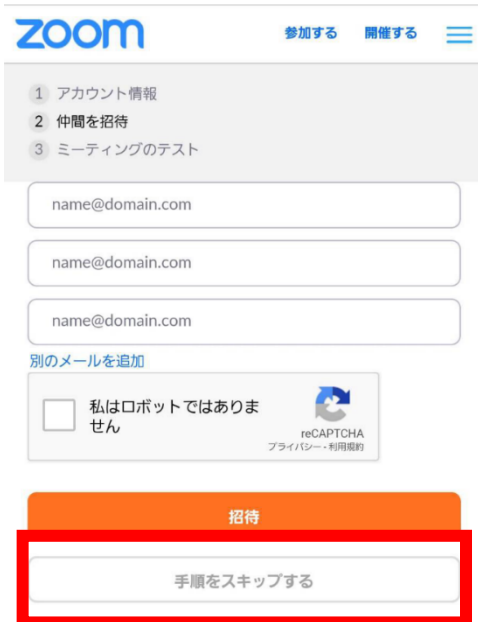 zoom 参加する 開催する
1 アカウント情報
2 仲間を招待
3 ミーティングのテスト
name@domain.com
name@domain.com
name@domain.com
別のメールを追加
私はロボットではありま
せん
reCAPTCHA
プライバシー - 利用規約
招待
手順をスキップする